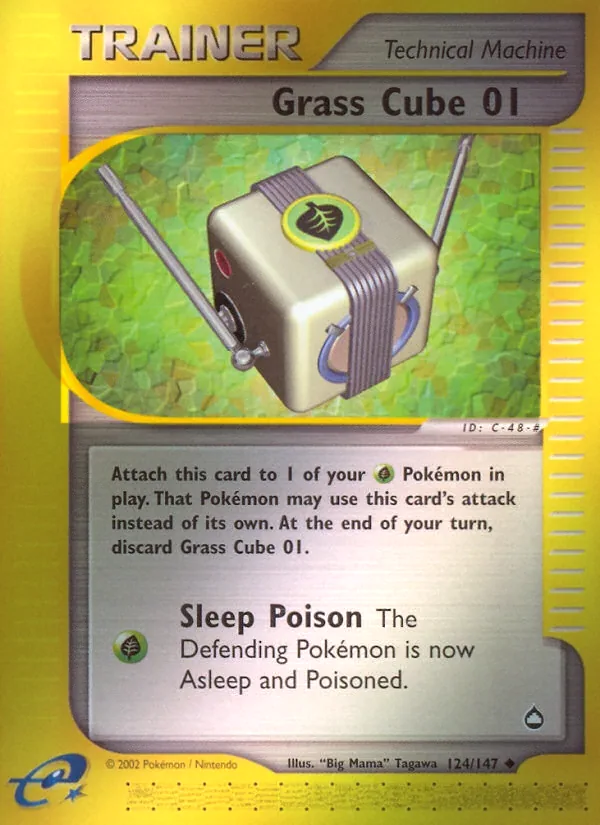 TRAINER
Technical Machine
Grass Cube 01
ID: C-48-#
Attach this card to 1 of your Pokémon in
play. That Pokémon may use this card's attack
instead of its own. At the end of your turn,
discard Grass Cube 01.
Sleep Poison The
Defending Pokémon is now
Asleep and Poisoned.
© 2002 Pokémon / Nintendo
Illus. "Big Mama" Tagawa 124/147
e